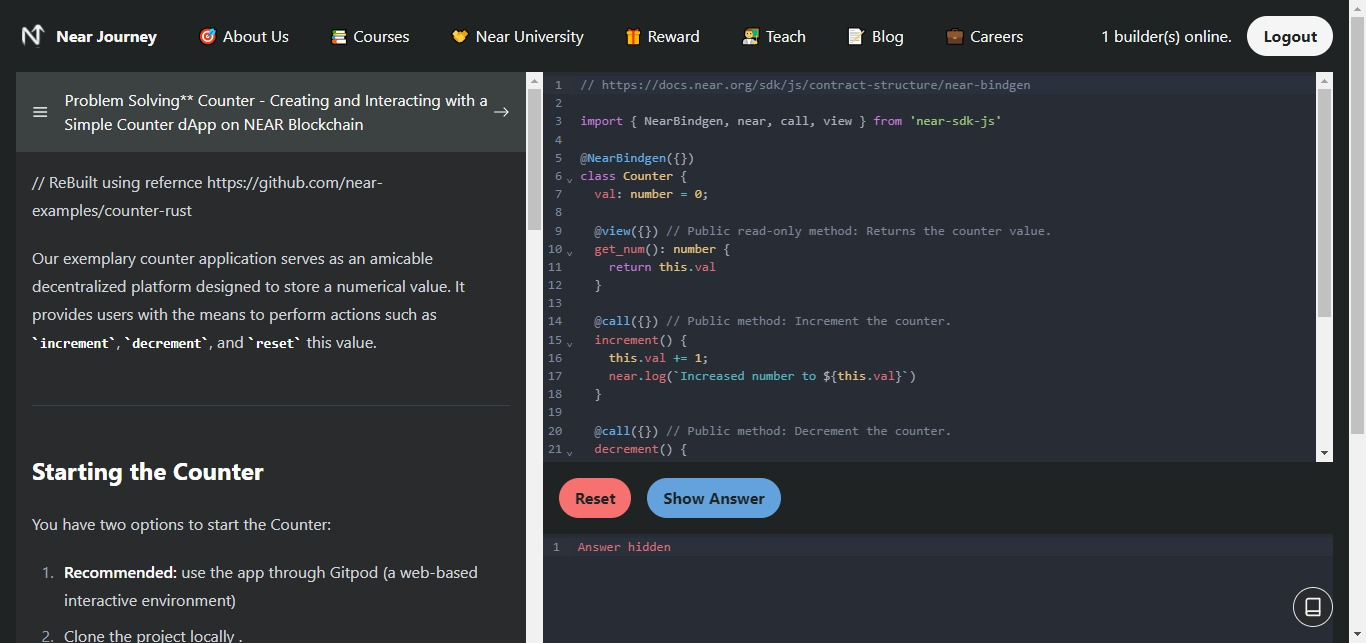 Near Journey
🎯 About Us
📚 Courses
🤝 Near University
🎁 Reward
👨‍🏫 Teach
📝 Blog
💼 Careers
1 builder(s) online.
Logout
Problem Solving** Counter - Creating and Interacting with a
Simple Counter dApp on NEAR Blockchain
// ReBuilt using refernce https://github.com/near-
examples/counter-rust
Our exemplary counter application serves as an amicable
decentralized platform designed to store a numerical value. It
provides users with the means to perform actions such as
`increment`, `decrement`, and `reset` this value.
Starting the Counter
You have two options to start the Counter:
1. Recommended: use the app through Gitpod (a web-based
interactive environment)
2. Clone the project locally .
1 // https://docs.near.org/sdk/js/contract-structure/near-bindgen
2
3 import { NearBindgen, near, call, view } from 'near-sdk-js'
4
5 @NearBindgen({})
6 class Counter {
7 val: number = 0;
8
9 @view({}) // Public read-only method: Returns the counter value.
10 get_num(): number {
11 return this.val
12 }
13
14 @call({}) // Public method: Increment the counter.
15 increment() {
16 this.val += 1;
17 near.log(`Increased number to ${this.val}`)
18 }
19
20 @call({}) // Public method: Decrement the counter.
21 decrement() {
Reset
Show Answer
1 Answer hidden